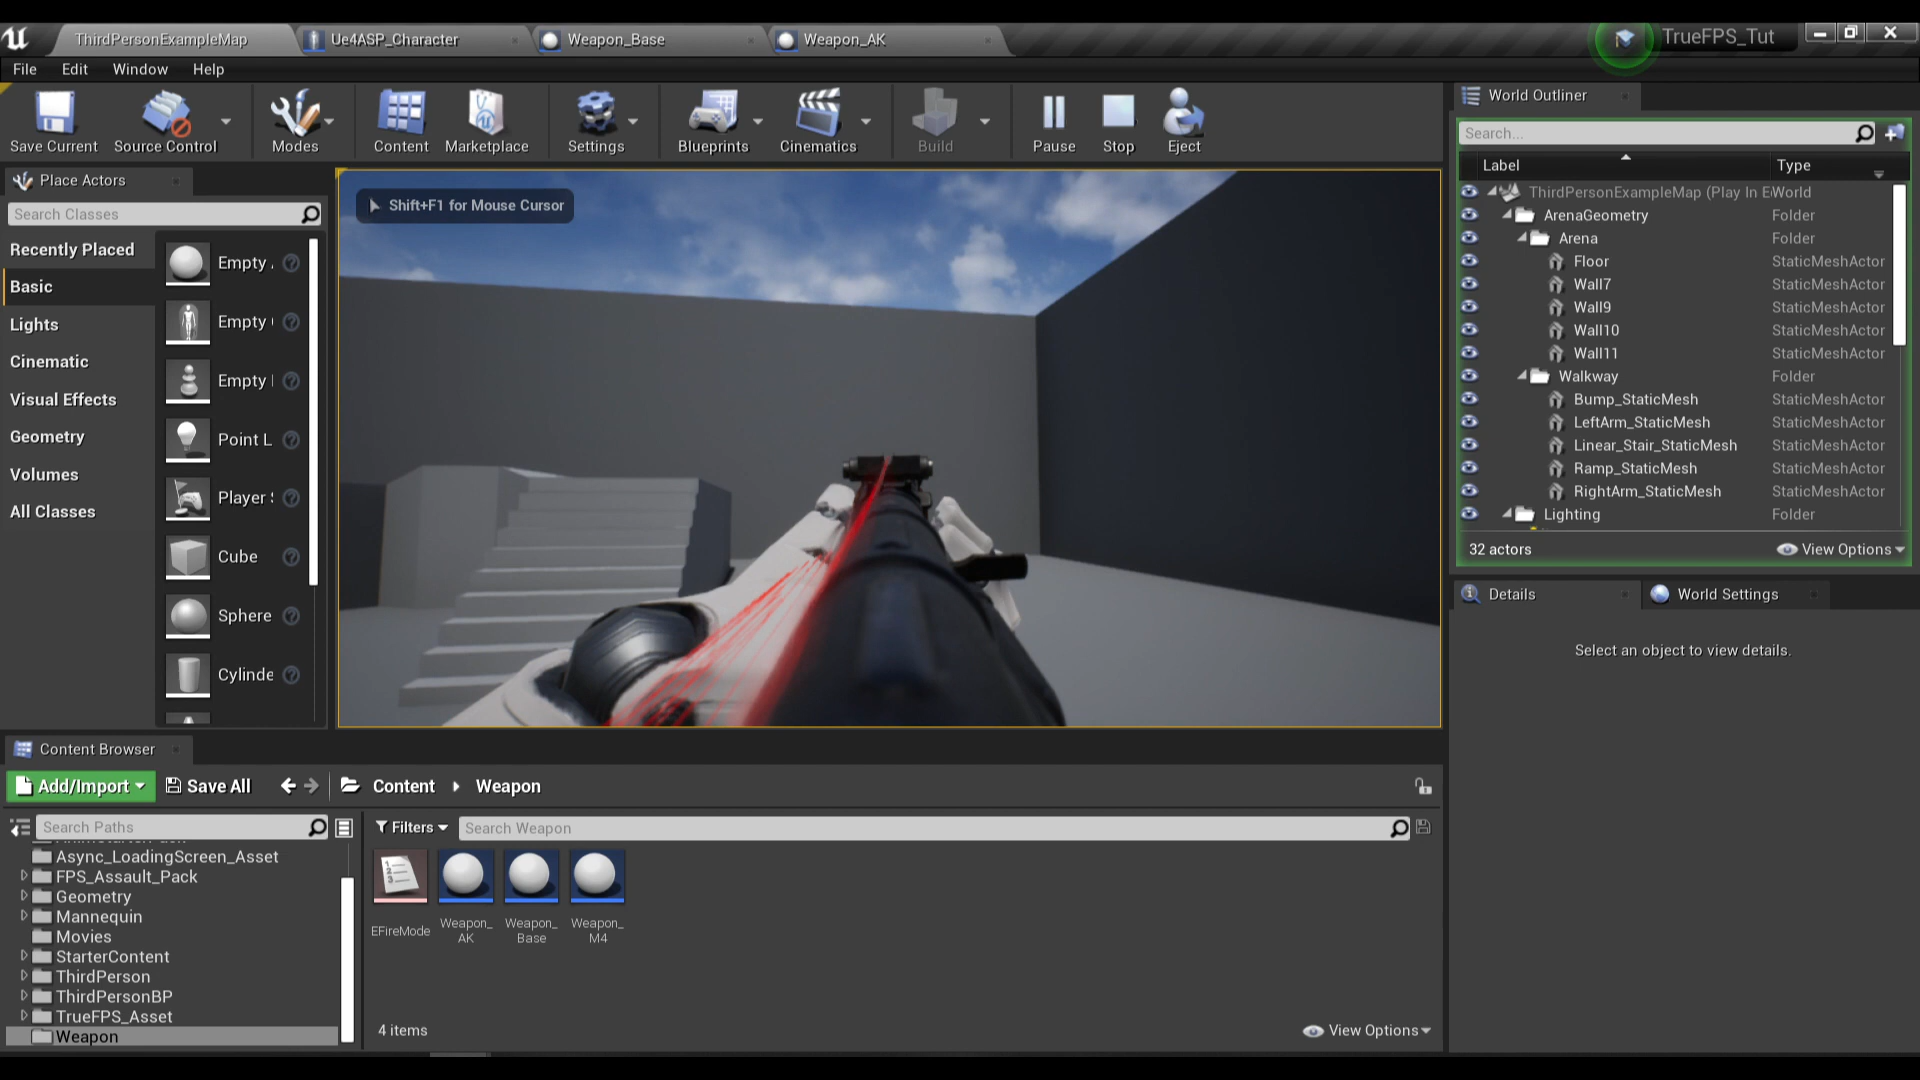 ThirdPersonExampleMap
Ue4ASP_Character
Weapon_Base
Weapon_AK
TrueFPS_Tut
File Edit Window Help
Save Current
Source Control
Modes
Content
Marketplace
Settings
Blueprints
Cinematics
Build
Pause
Stop
Eject
Place Actors
Search Classes
Recently Placed
Basic
Lights
Cinematic
Visual Effects
Geometry
Volumes
All Classes
Empty
Empty
Empty
Point L
Player
Cube
Sphere
Cylinde
Shift+F1 for Mouse Cursor
World Outliner
Search...
Label Type
ThirdPersonExampleMap (Play In E World
ArenaGeometry Folder
Arena Folder
Floor StaticMeshActor
Wall7 StaticMeshActor
Wall9 StaticMeshActor
Wall10 StaticMeshActor
Wall11 StaticMeshActor
Walkway Folder
Bump_StaticMesh StaticMeshActor
LeftArm_StaticMesh StaticMeshActor
Linear_Stair_StaticMesh StaticMeshActor
Ramp_StaticMesh StaticMeshActor
RightArm_StaticMesh StaticMeshActor
Lighting Folder
32 actors
View Options
Details
World Settings
Select an object to view details.
Content Browser
Add/Import
Save All
Content
Weapon
Search Paths
Async_LoadingScreen_Asset
FPS_Assault_Pack
Geometry
Mannequin
Movies
StarterContent
ThirdPerson
ThirdPersonBP
TrueFPS_Asset
Weapon
Filters
Search Weapon
EFireMode
Weapon_
AK
Weapon_
Base
Weapon_
M4
4 items
View Options